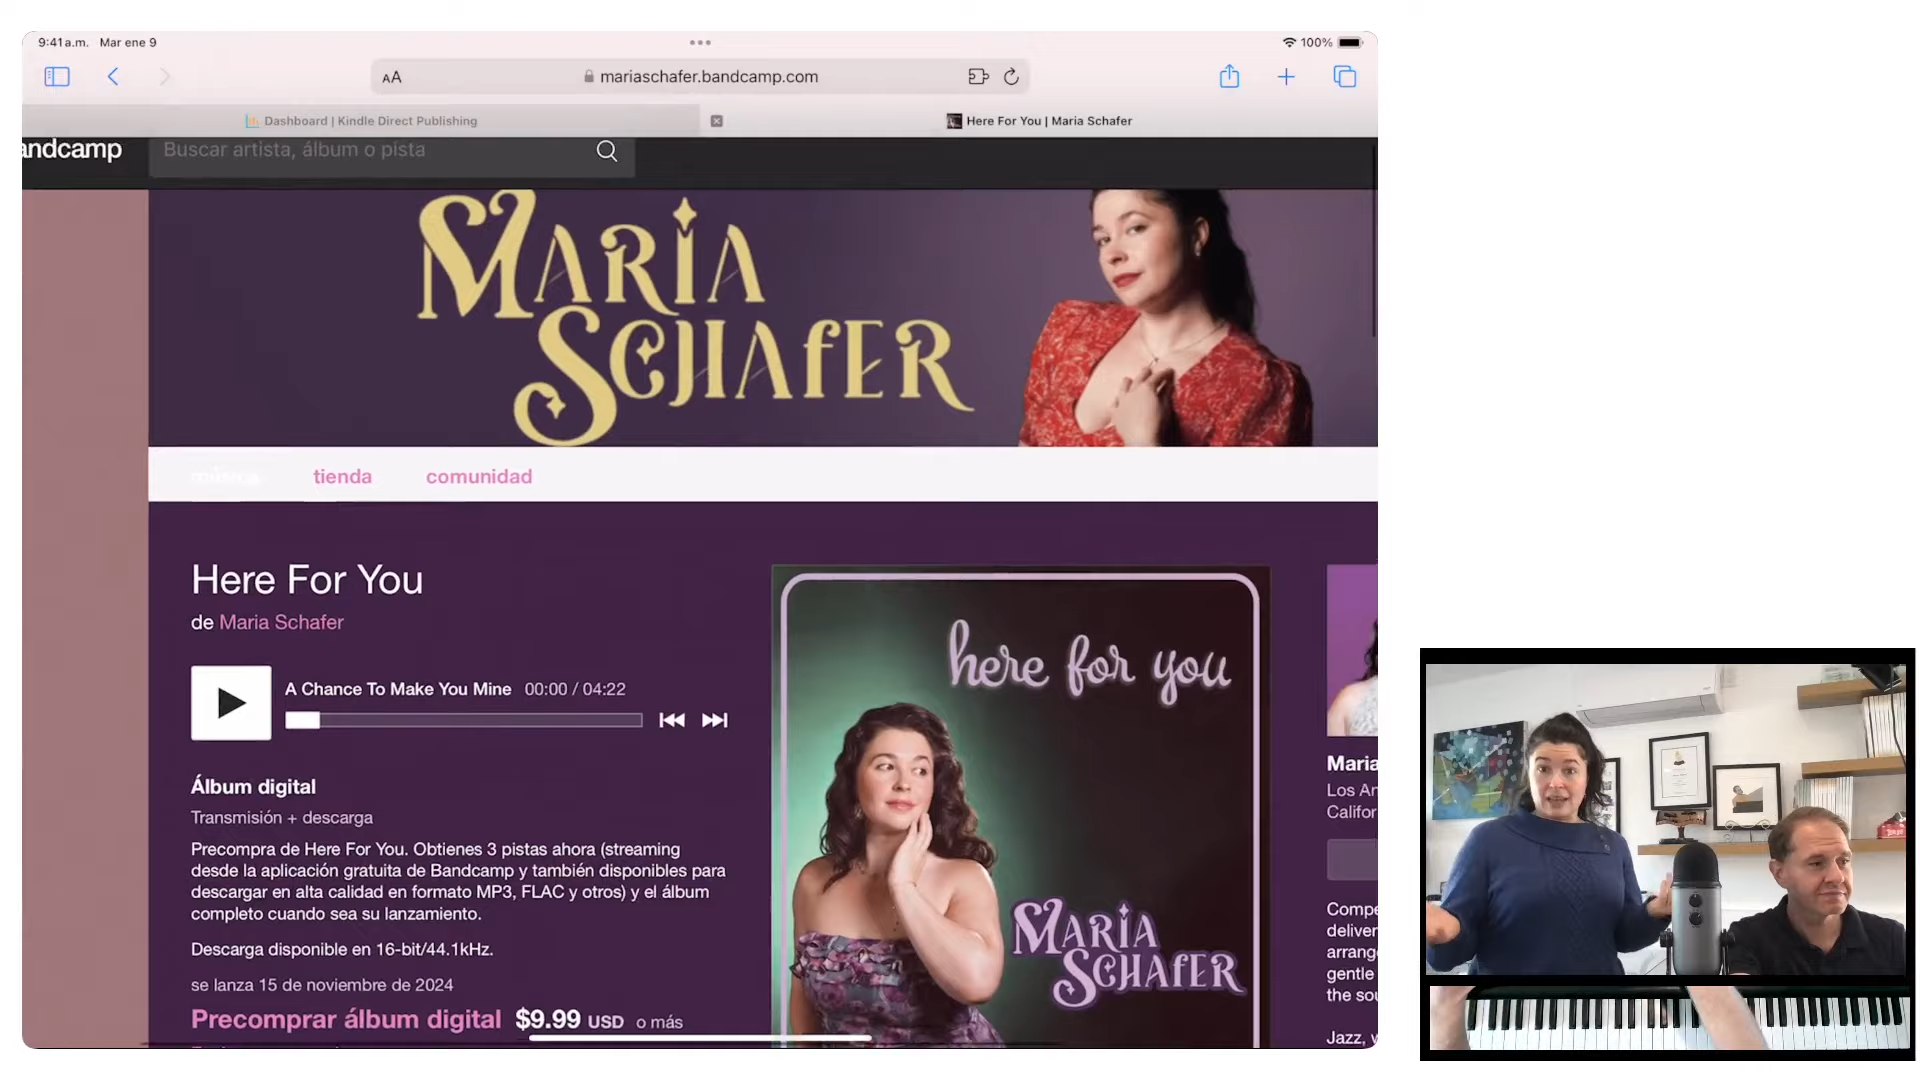 9:41 a.m. Mar ene 9
100%
AA
mariaschafer.bandcamp.com
Dashboard | Kindle Direct Publishing
Here For You | Maria Schafer
andcamp
Buscar artista, álbum o pista
MARIA
SCHAFER
música
tienda
comunidad
Here For You
de Maria Schafer
A Chance To Make You Mine 00:00 / 04:22
Álbum digital
Transmisión + descarga
Precompra de Here For You. Obtienes 3 pistas ahora (streaming
desde la aplicación gratuita de Bandcamp y también disponibles para
descargar en alta calidad en formato MP3, FLAC y otros) y el álbum
completo cuando sea su lanzamiento.
Descarga disponible en 16-bit/44.1kHz.
se lanza 15 de noviembre de 2024
Precomprar álbum digital $9.99 USD o más
here for you
MARIA
SCHAFER
Maria
Los An
Califor
Compe
deliver
arrang
gentle
the sou
Jazz, v